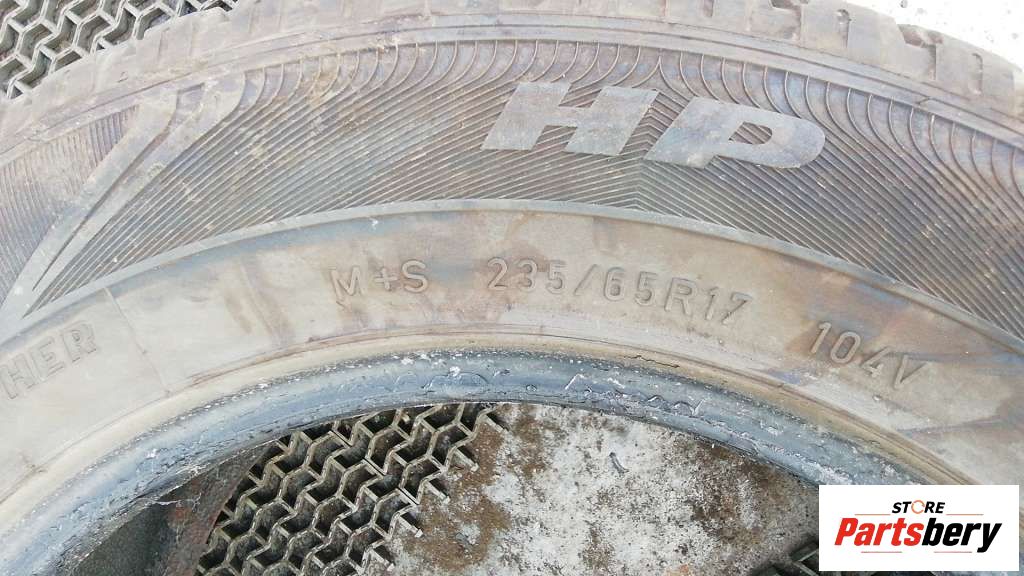 HP
HER M+S 235/65R17 104V
STORE
Partsbery